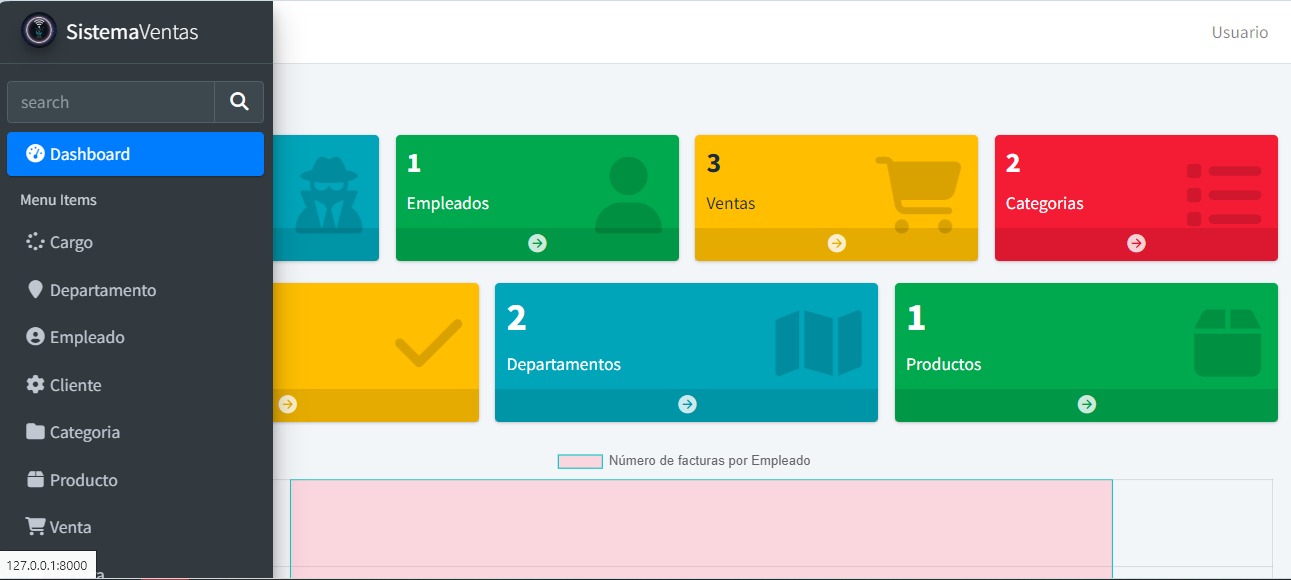 SistemaVentas
Usuario
search
Dashboard
Menu Items
Cargo
Departamento
Empleado
Cliente
Categoria
Producto
Venta
1
Empleados
3
Ventas
2
Categorias
2
Departamentos
1
Productos
Número de facturas por Empleado
127.0.0.1:8000